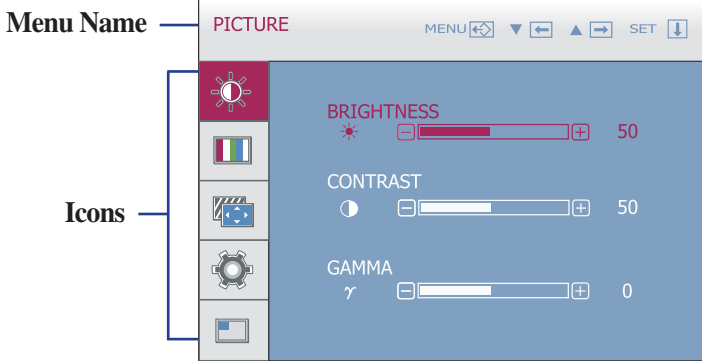 Menu Name
PICTURE MENU ▼ ▲ SET
BRIGHTNESS
50
CONTRAST
50
Icons
GAMMA
γ 0